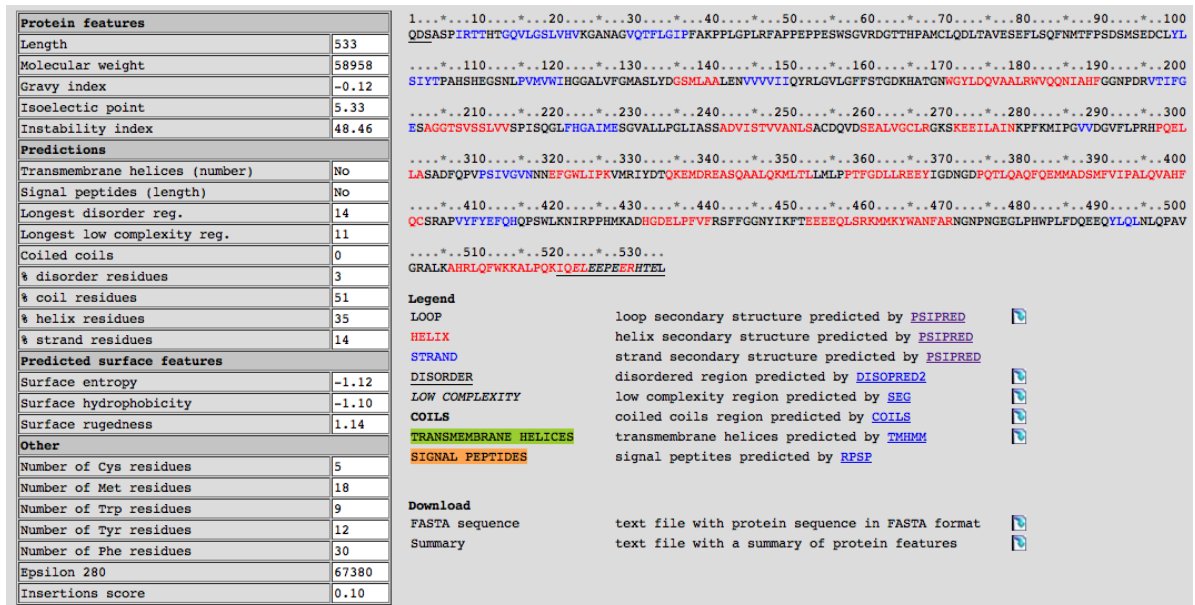 Protein features
Length 533
Molecular weight 58958
Gravy index -0.12
Isoelectic point 5.33
Instability index 48.46
Predictions
Transmembrane helices (number) No
Signal peptides (length) No
Longest disorder reg. 14
Longest low complexity reg. 11
Coiled coils 0
% disorder residues 3
% coil residues 51
% helix residues 35
% strand residues 14
Predicted surface features
Surface entropy -1.12
Surface hydrophobicity -1.10
Surface rugedness 1.14
Other
Number of Cys residues 5
Number of Met residues 18
Number of Trp residues 9
Number of Tyr residues 12
Number of Phe residues 30
Epsilon 280 67380
Insertions score 0.10
1...*...10....*...20....*...30....*...40....*...50....*...60....*...70....*...80....*...90....*..100
QDSASPIRTTHTGQVLGSLVHVKGANAGVQTFLGIPFAKPPLGPLRFAPPEPPESWSGVRDGTTHPAMCLQDLTAVESEFLSQFNMTFPSDSMSEDCLYL
....*..110....*..120....*..130....*..140....*..150....*..160....*..170....*..180....*..190....*..200
SIYTPAHSHEGSNLPVMVWIHGGALVFGMASLYDGSMLAALENVVVVIIQYRLGVLGFFSTGDKHATGNWGYLDQVAALRWVQQNIAHFGGNPDRVTIFG
....*..210....*..220....*..230....*..240....*..250....*..260....*..270....*..280....*..290....*..300
ESAGGTSVSSLVVSPISQGLFHGAIMESGVALLPGLIASSADVISTVVANLSACDQVDSEALVGCLRGKSKEEILAINKPFKMIPGVVDGVFLPRHPQEL
....*..310....*..320....*..330....*..340....*..350....*..360....*..370....*..380....*..390....*..400
LASADFQPVPSIVGVNNNEFGWLIPKVMRIYDTQKEMDREASQAALQKMLTLLMLPPTFGDLLREEYIGDNGDPQTLQAQFQEMMADSMFVIPALQVAHF
....*..410....*..420....*..430....*..440....*..450....*..460....*..470....*..480....*..490....*..500
QCSRAPVYFYEFQHQPSWLKNIRPPHMKADHGDELPFVFRSFFGGNYIKFTEEEEQLSRKMMKYWANFARNGNPNGEGLPHWPLFDQEEQYLQLNLQPAV
....*..510....*..520....*..530...
GRALKAHRLQFWKKALPQKIQELEEPEERHTEL
Legend
LOOP loop secondary structure predicted by PSIPRED
HELIX helix secondary structure predicted by PSIPRED
STRAND strand secondary structure predicted by PSIPRED
DISORDER disordered region predicted by DISOPRED2
LOW COMPLEXITY low complexity region predicted by SEG
COILS coiled coils region predicted by COILS
TRANSMEMBRANE HELICES transmembrane helices predicted by TMHMM
SIGNAL PEPTIDES signal peptites predicted by RPSP
Download
FASTA sequence text file with protein sequence in FASTA format
Summary text file with a summary of protein features